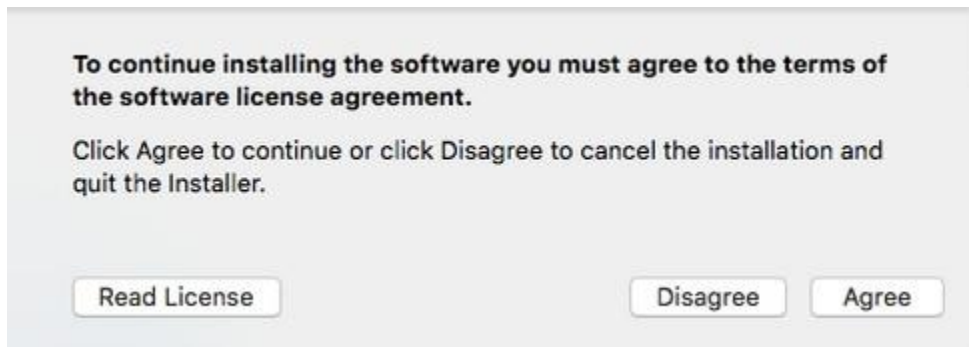 To continue installing the software you must agree to the terms of
the software license agreement.
Click Agree to continue or click Disagree to cancel the installation and
quit the Installer.
Read License
Disagree
Agree